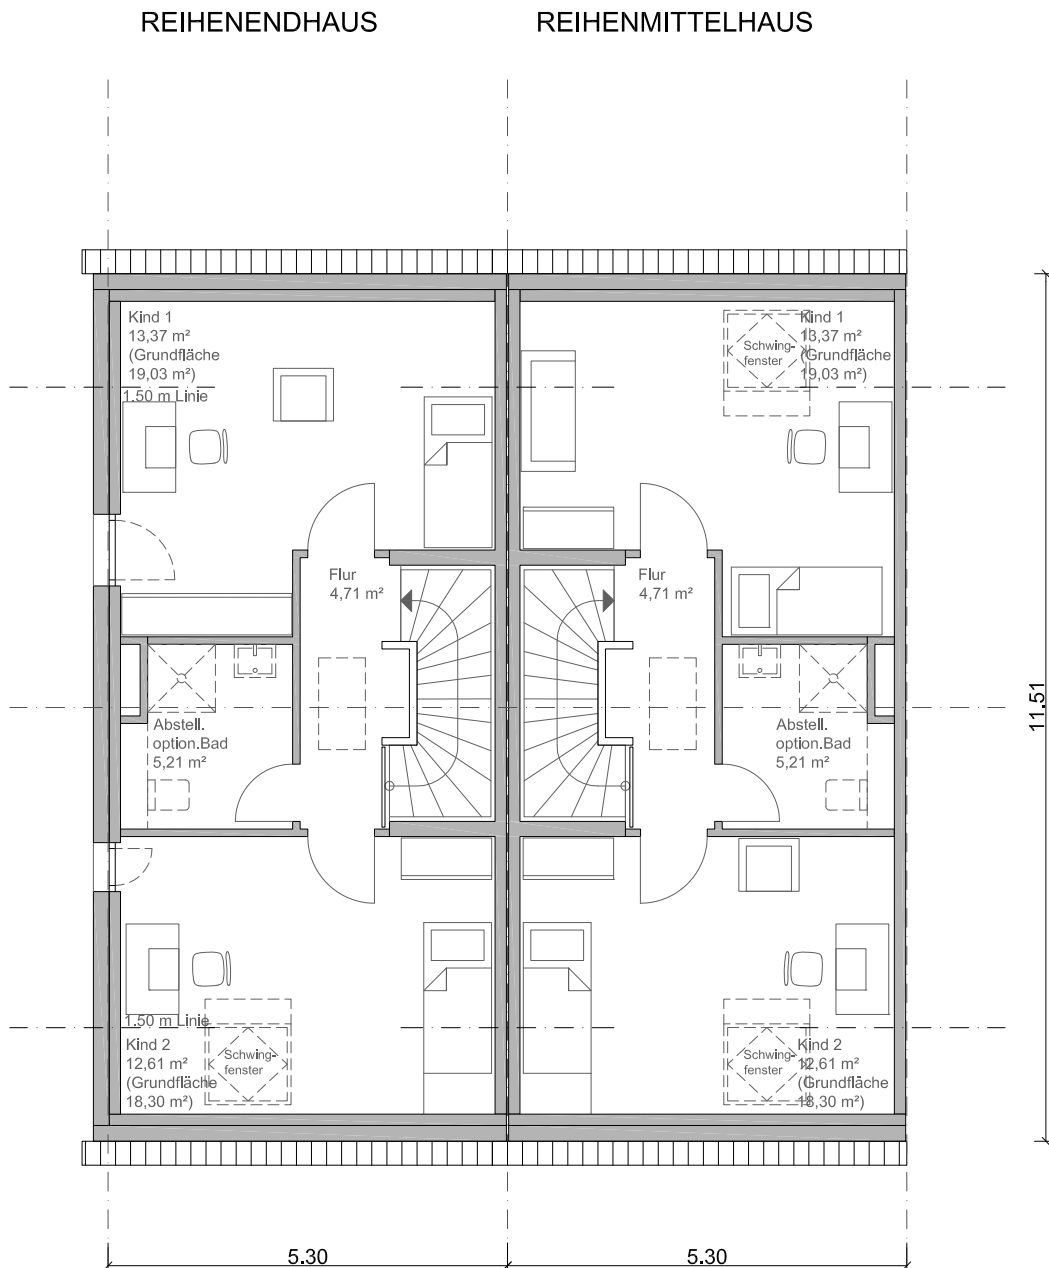 REIHENENDHAUS
REIHENMITTELHAUS
Kind 1
13,37 m²
(Grundfläche
19,03 m²)
1.50 m Linie
Schwing-
fenster
Kind 1
13,37 m²
(Grundfläche
19,03 m²)
Flur
4,71 m²
Flur
4,71 m²
Abstell.
option.Bad
5,21 m²
Abstell.
option.Bad
5,21 m²
11.51
1.50 m Linie
Kind 2
12,61 m²
(Grundfläche
18,30 m²)
Schwing-
fenster
Schwing-
fenster
Kind 2
12,61 m²
(Grundfläche
18,30 m²)
5.30
5.30